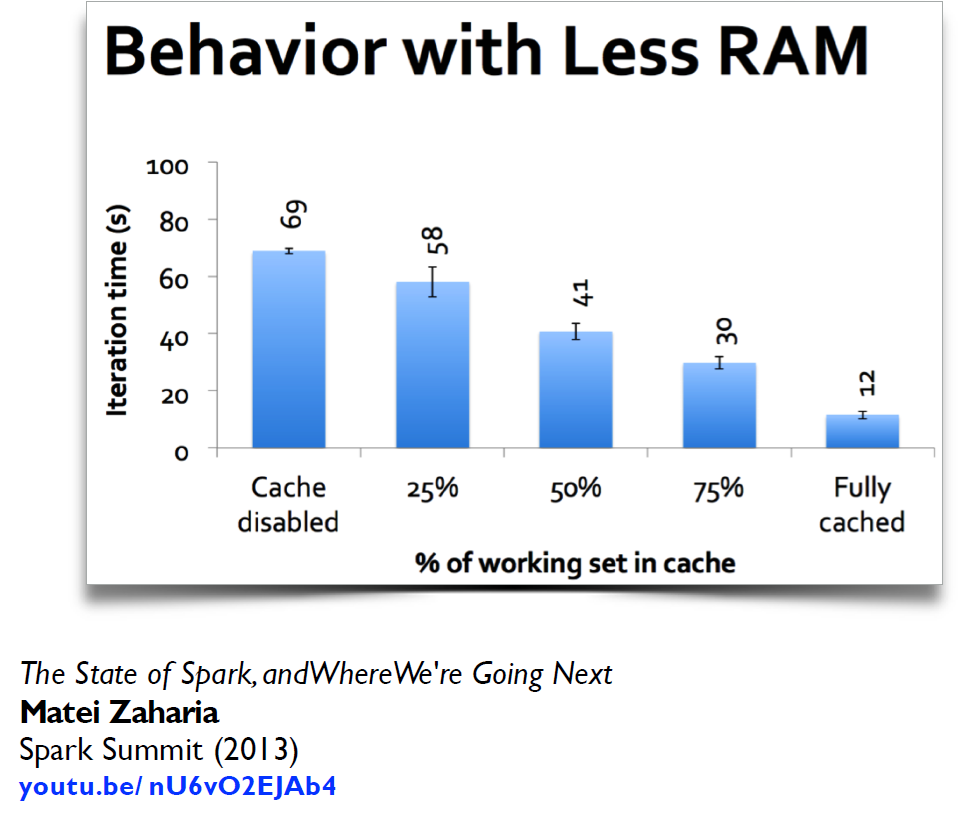 Behavior with Less RAM
100
80
60
40
20
0
Iteration time (s)
69
58
41
30
12
Cache disabled
25%
50%
75%
Fully cached
% of working set in cache
The State of Spark, andWhereWe're Going Next
Matei Zaharia
Spark Summit (2013)
youtu.be/ nU6vO2EJAb4